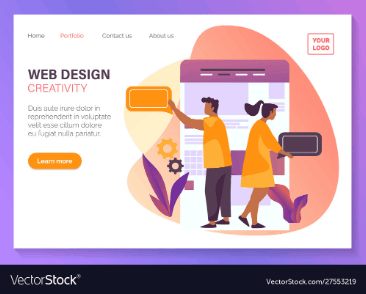 Home Portfolio Contact us About us
YOUR
LOGO
WEB DESIGN
CREATIVITY
Duis aute irure dolor in
reprehenderit in voluptate
velit esse cillum dolore
eu fugiat nulla pariatur.
Learn more
VectorStock®
VectorStock.com/27553219